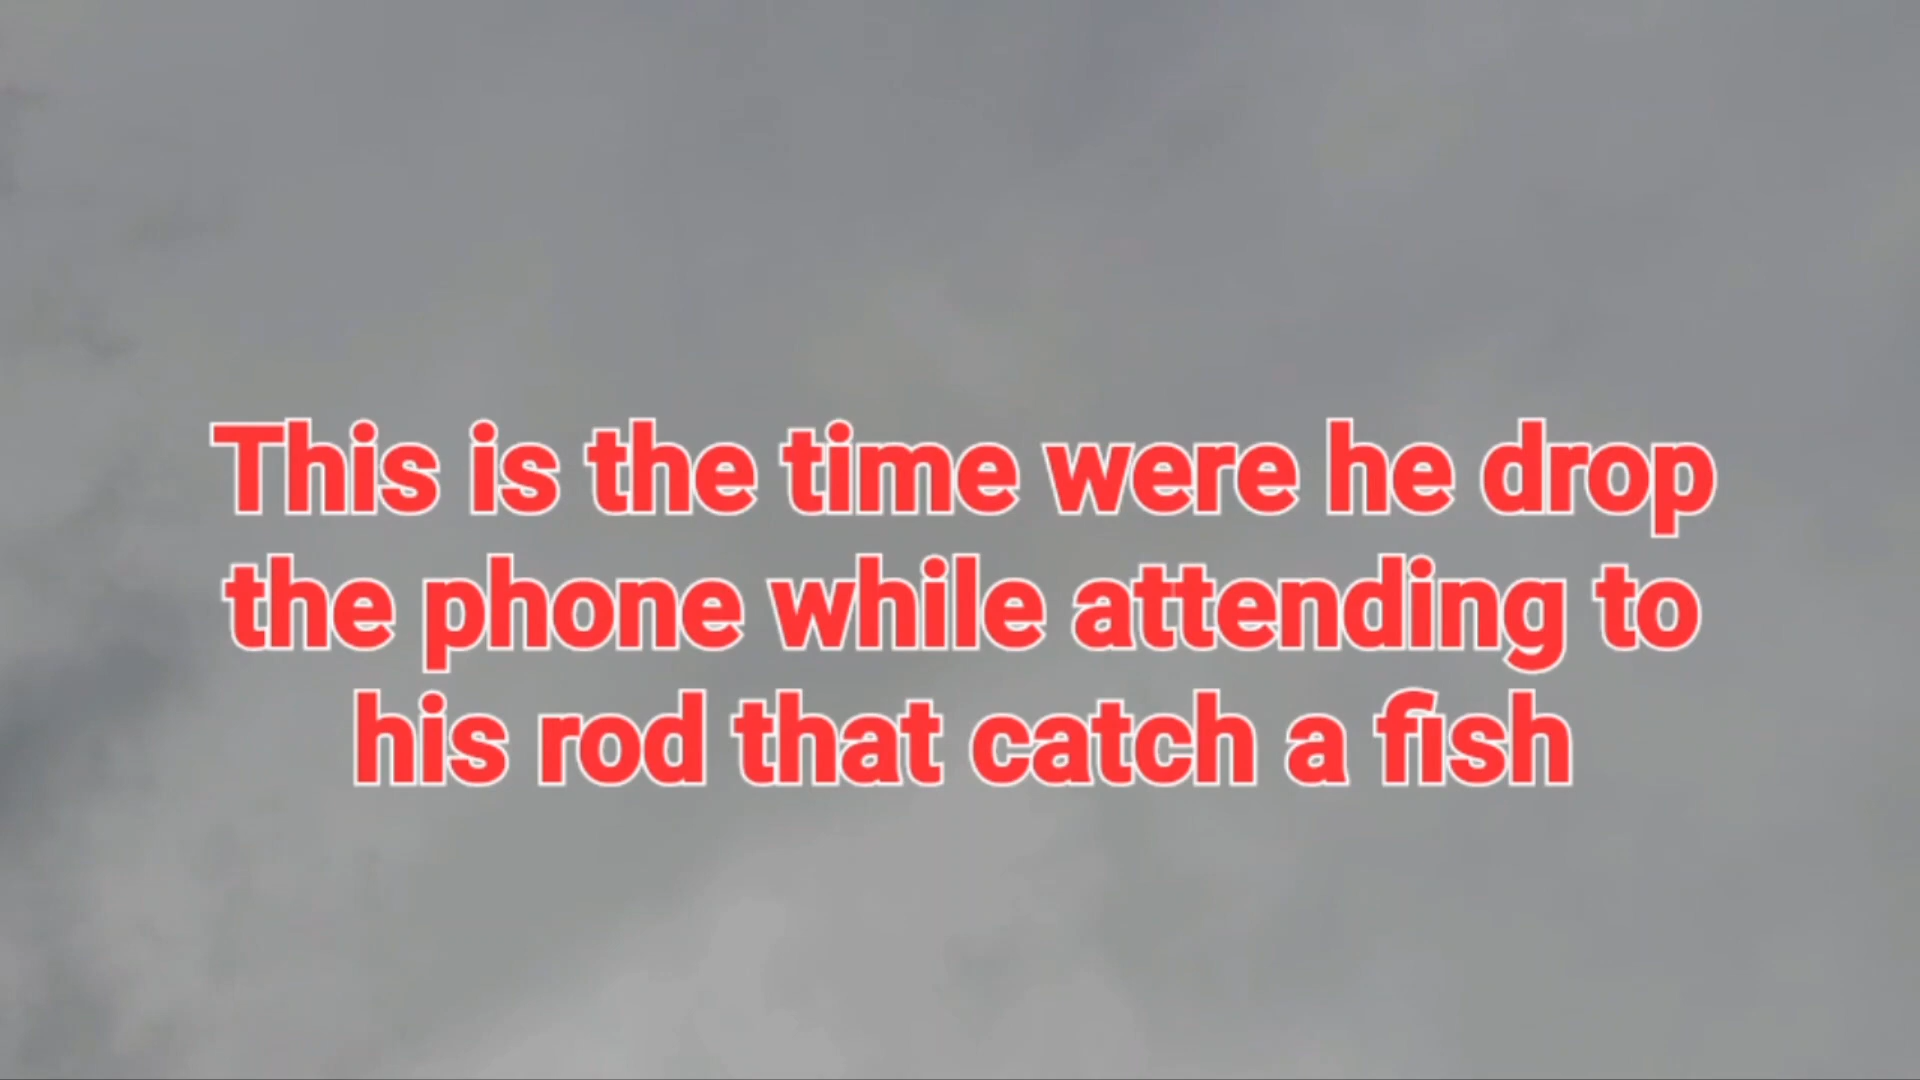 This is the time were he drop
the phone while attending to
his rod that catch a fish